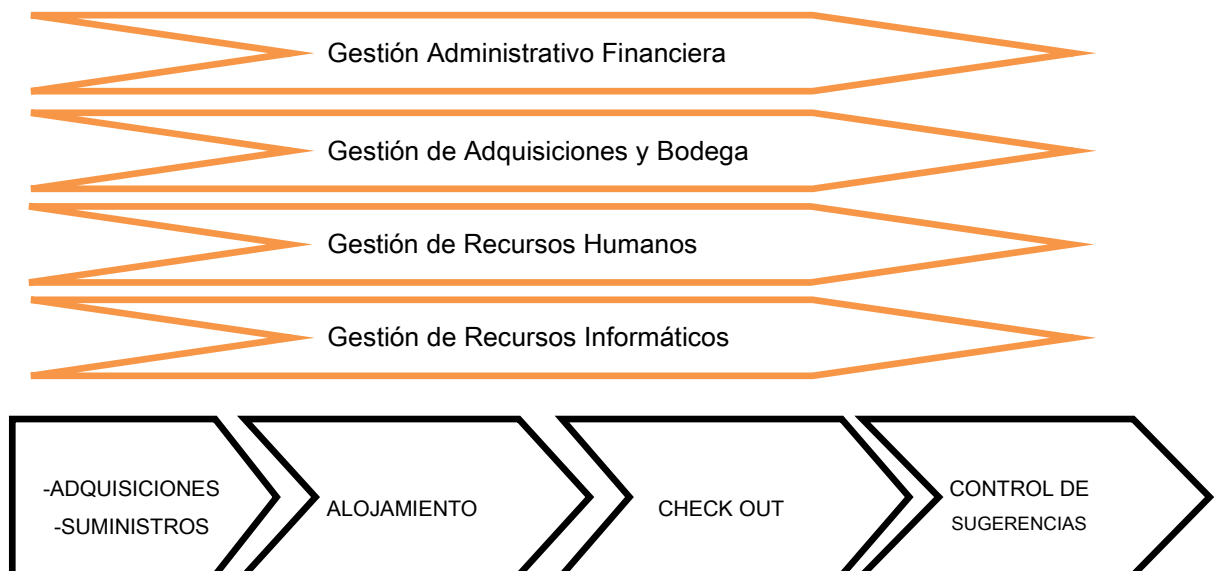 Gestión Administrativo Financiera
Gestión de Adquisiciones y Bodega
Gestión de Recursos Humanos
Gestión de Recursos Informáticos
-ADQUISICIONES
-SUMINISTROS
ALOJAMIENTO
CHECK OUT
CONTROL DE
SUGERENCIAS